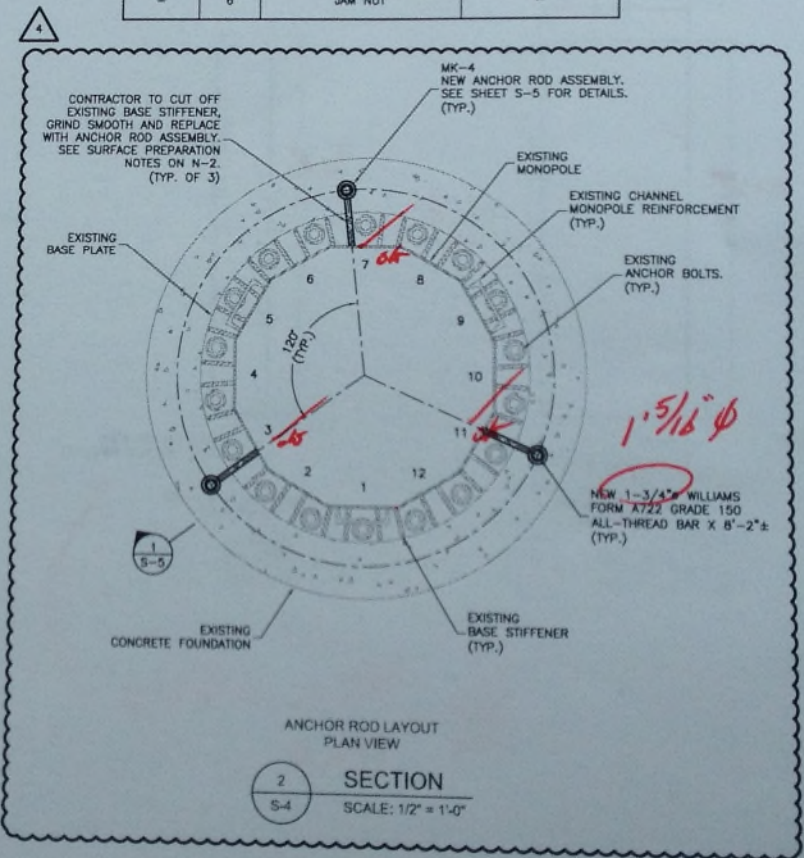 6
JAM NUT
4
CONTRACTOR TO CUT OFF
EXISTING BASE STIFFENER,
GRIND SMOOTH AND REPLACE
WITH ANCHOR ROD ASSEMBLY.
SEE SURFACE PREPARATION
NOTES ON N-2.
(TYP. OF 3)
MK-4
NEW ANCHOR ROD ASSEMBLY.
SEE SHEET S-5 FOR DETAILS.
(TYP.)
EXISTING
MONOPOLE
EXISTING CHANNEL
MONOPOLE REINFORCEMENT
(TYP.)
EXISTING
BASE PLATE
EXISTING
ANCHOR BOLTS.
(TYP.)
7
ok
6
8
5
9
120°
(TYP.)
4
10
3
ok
11
ok
2
12
1
1 5/16" ϕ
NEW 1-3/4"ø WILLIAMS
FORM A722 GRADE 150
ALL-THREAD BAR X 8'-2"±
(TYP.)
1
S-5
EXISTING
CONCRETE FOUNDATION
EXISTING
BASE STIFFENER
(TYP.)
ANCHOR ROD LAYOUT
PLAN VIEW
2
S-4
SECTION
SCALE: 1/2" = 1'-0"